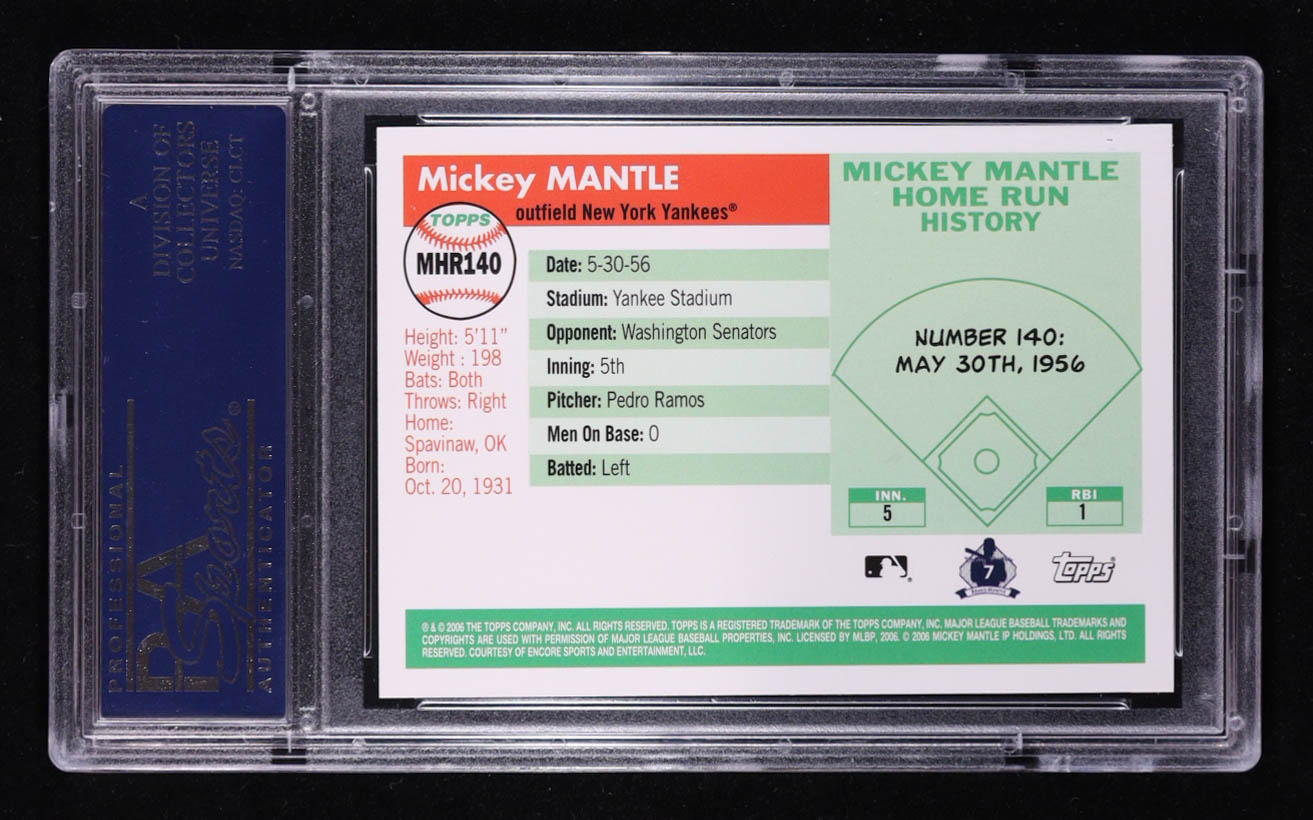 A
DIVISION OF
COLLECTORS
UNIVERSE
NASDAQ: CLCT
PROFESSIONAL
PSA
Sports®
AUTHENTICATOR
Mickey MANTLE
outfield New York Yankees®
TOPPS
MHR140
Height: 5'11"
Weight : 198
Bats: Both
Throws: Right
Home:
Spavinaw, OK
Born:
Oct. 20, 1931
Date: 5-30-56
Stadium: Yankee Stadium
Opponent: Washington Senators
Inning: 5th
Pitcher: Pedro Ramos
Men On Base: 0
Batted: Left
MICKEY MANTLE
HOME RUN
HISTORY
NUMBER 140:
MAY 30TH, 1956
INN.
5
RBI
1
7
MICKEY MANTLE
Topps
® & © 2006 THE TOPPS COMPANY, INC. ALL RIGHTS RESERVED. TOPPS IS A REGISTERED TRADEMARK OF THE TOPPS COMPANY, INC. MAJOR LEAGUE BASEBALL TRADEMARKS AND
COPYRIGHTS ARE USED WITH PERMISSION OF MAJOR LEAGUE BASEBALL PROPERTIES, INC. LICENSED BY MLBP, 2006. © 2006 MICKEY MANTLE IP HOLDINGS, LTD. ALL RIGHTS
RESERVED. COURTESY OF ENCORE SPORTS AND ENTERTAINMENT, LLC.